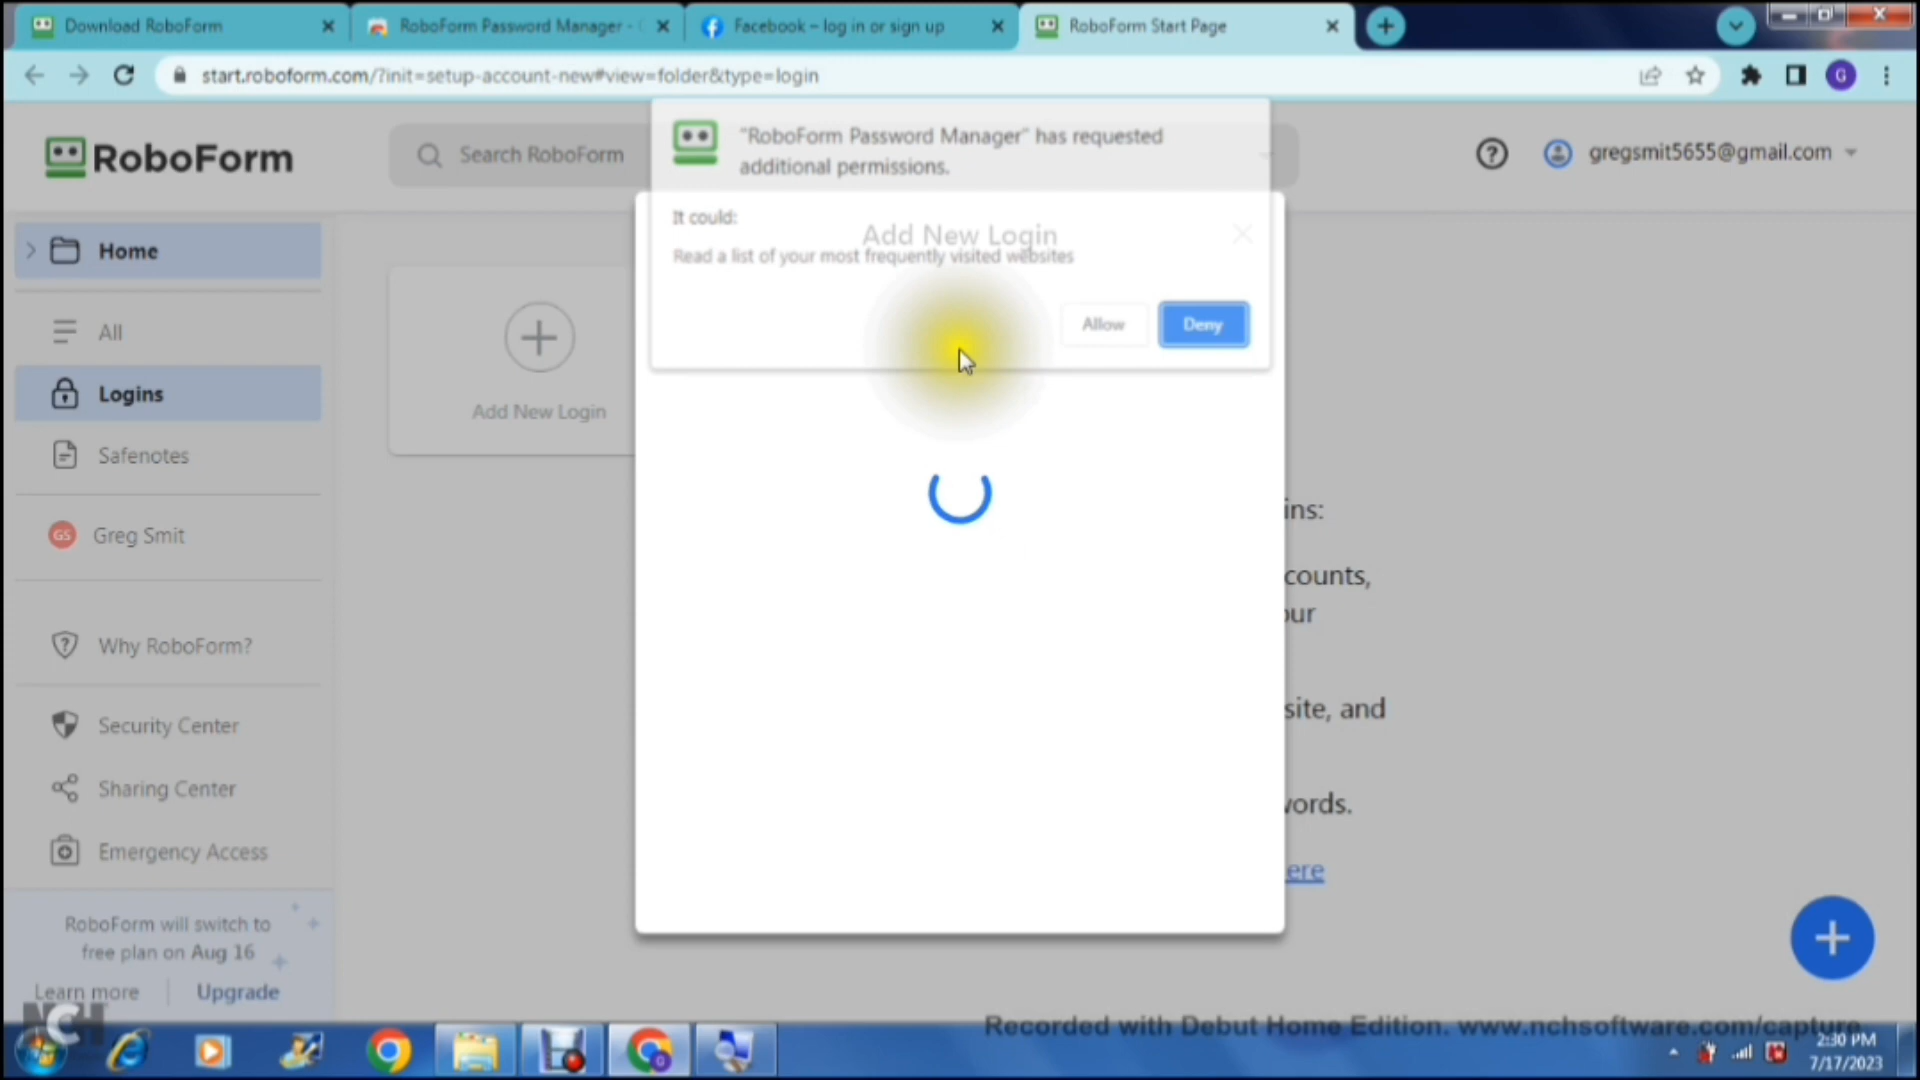 Download RoboForm
RoboForm Password Manager -
Facebook – log in or sign up
RoboForm Start Page
start.roboform.com/?init=setup-account-new#view=folder&type=login
G
RoboForm
Search RoboForm
"RoboForm Password Manager" has requested
additional permissions.
gregsmit5655@gmail.com
It could:
Add New Login
Read a list of your most frequently visited websites
Allow
Deny
Home
All
Logins
Safenotes
GS Greg Smit
Why RoboForm?
Security Center
Sharing Center
Emergency Access
Add New Login
ins:
counts,
our
site, and
words.
ere
RoboForm will switch to
free plan on Aug 16
Learn more
Upgrade
NCH
Recorded with Debut Home Edition. www.nchsoftware.com/capture
2:30 PM
7/17/2023